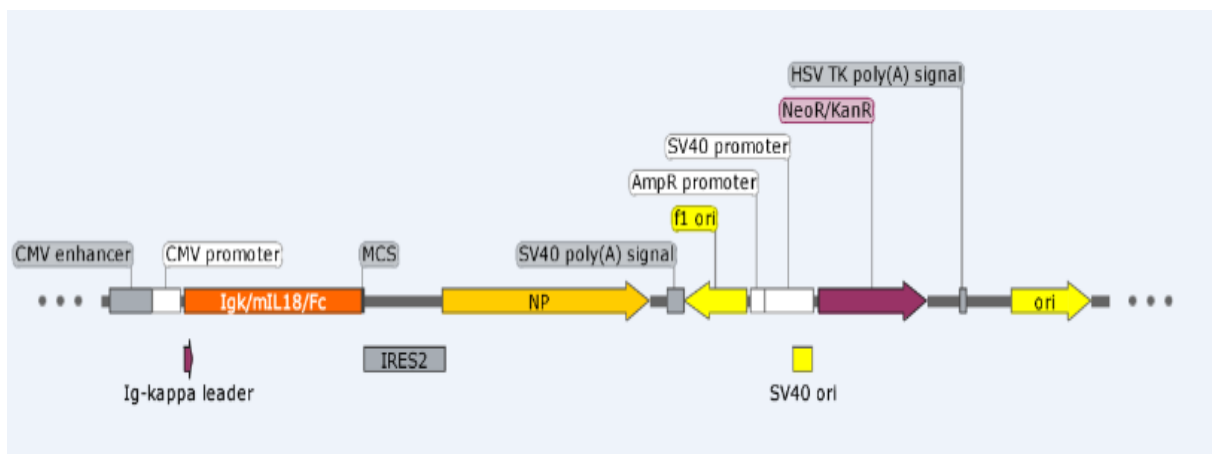 HSV TK poly(A) signal
NeoR/KanR
SV40 promoter
AmpR promoter
f1 ori
CMV enhancer
CMV promoter
MCS
SV40 poly(A) signal
Igk/mIL18/Fc
NP
ori
IRES2
Ig-kappa leader
SV40 ori